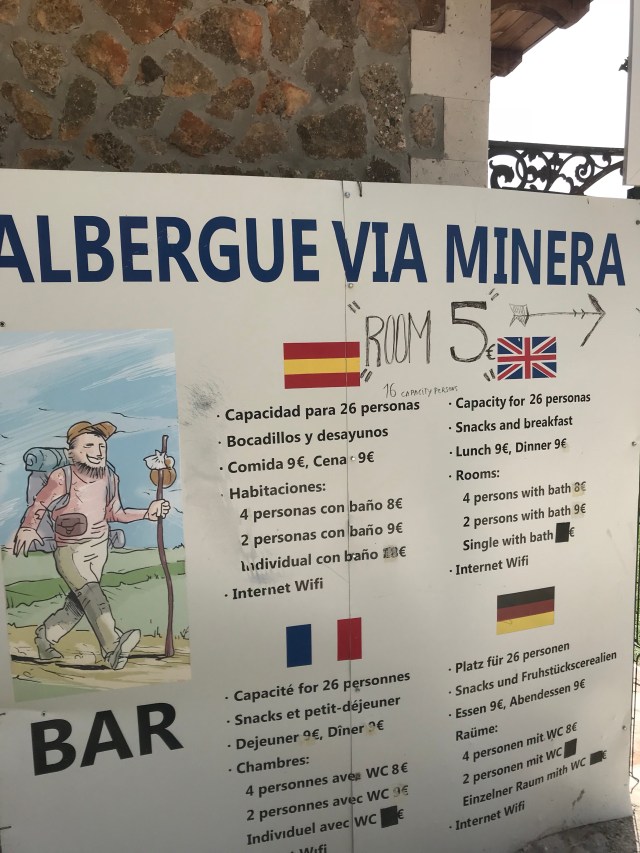 ALBERGUE VIA MINERA
ROOM 5€
16 CAPACITY PERSONS
· Capacidad para 26 personas
· Bocadillos y desayunos
· Comida 9€, Cena 9€
· Habitaciones:
4 personas con baño 8€
2 personas con baño 9€
Individual con baño €
· Internet Wifi
· Capacity for 26 persons
· Snacks and breakfast
· Lunch 9€, Dinner 9€
· Rooms:
4 persons with bath 8€
2 persons with bath 9€
Single with bath €
· Internet Wifi
· Capacité for 26 personnes
· Snacks et petit-déjeuner
· Dejeuner 9€, Dîner 9€
· Chambres:
4 personnes avec WC 8€
2 personnes avec WC 9€
Individuel avec WC €
Wifi
· Platz für 26 personen
· Snacks und Fruhstückscerealien
· Essen 9€, Abendessen 9€
Raüme:
4 personen mit WC 8€
2 personen mit WC
Einzelner Raum mith WC €
· Internet Wifi
BAR